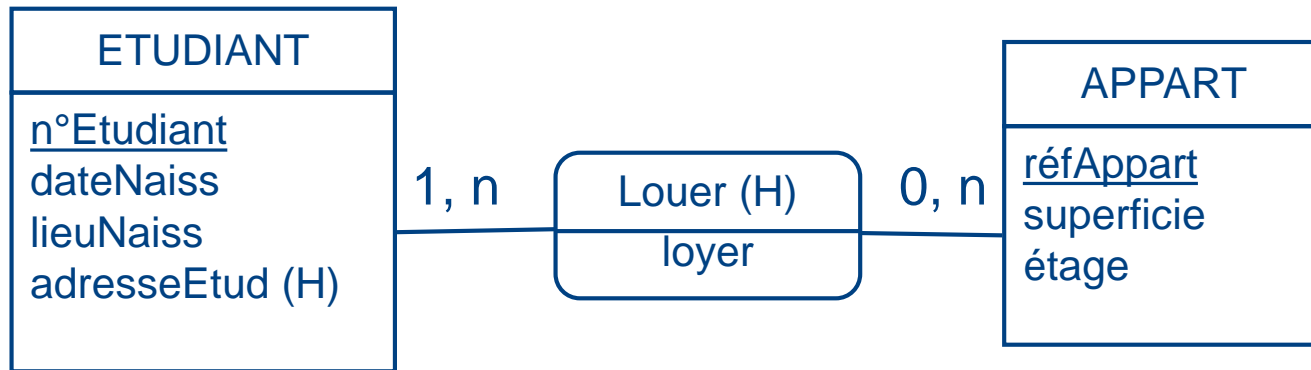 ETUDIANT
n°Etudiant
dateNaiss
lieuNaiss
adresseEtud (H)
1, n
Louer (H)
loyer
0, n
APPART
réfAppart
superficie
étage